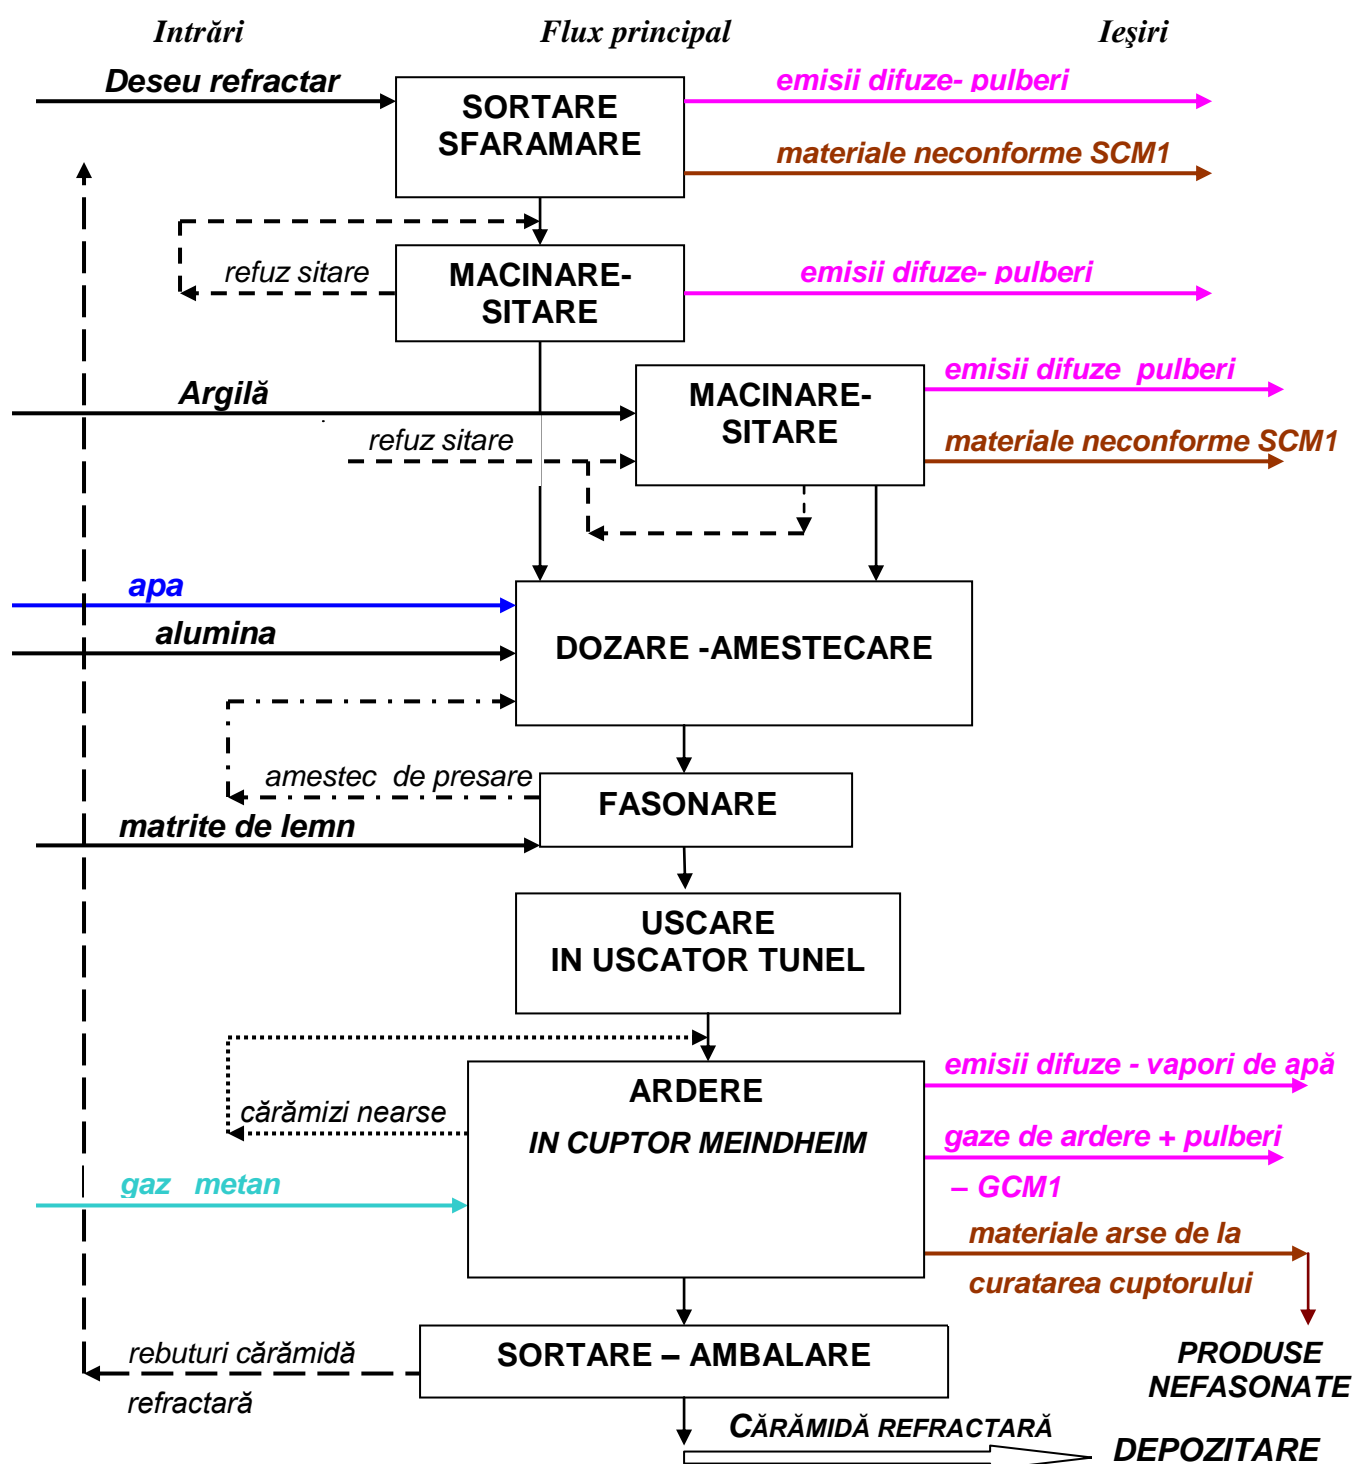 Intrări Flux principal Ieşiri
Deseu refractar
SORTARE
SFARAMARE
emisii difuze- pulberi
materiale neconforme SCM1
refuz sitare
MACINARE-
SITARE
emisii difuze- pulberi
Argilă
refuz sitare
MACINARE-
SITARE
emisii difuze pulberi
materiale neconforme SCM1
apa
alumina
DOZARE -AMESTECARE
amestec de presare
FASONARE
matrite de lemn
USCARE
IN USCATOR TUNEL
cărămizi nearse
ARDERE
IN CUPTOR MEINDHEIM
emisii difuze - vapori de apă
gaze de ardere + pulberi
– GCM1
gaz metan
materiale arse de la
curatarea cuptorului
rebuturi cărămidă
refractară
SORTARE – AMBALARE
PRODUSE
NEFASONATE
CĂRĂMIDĂ REFRACTARĂ
DEPOZITARE